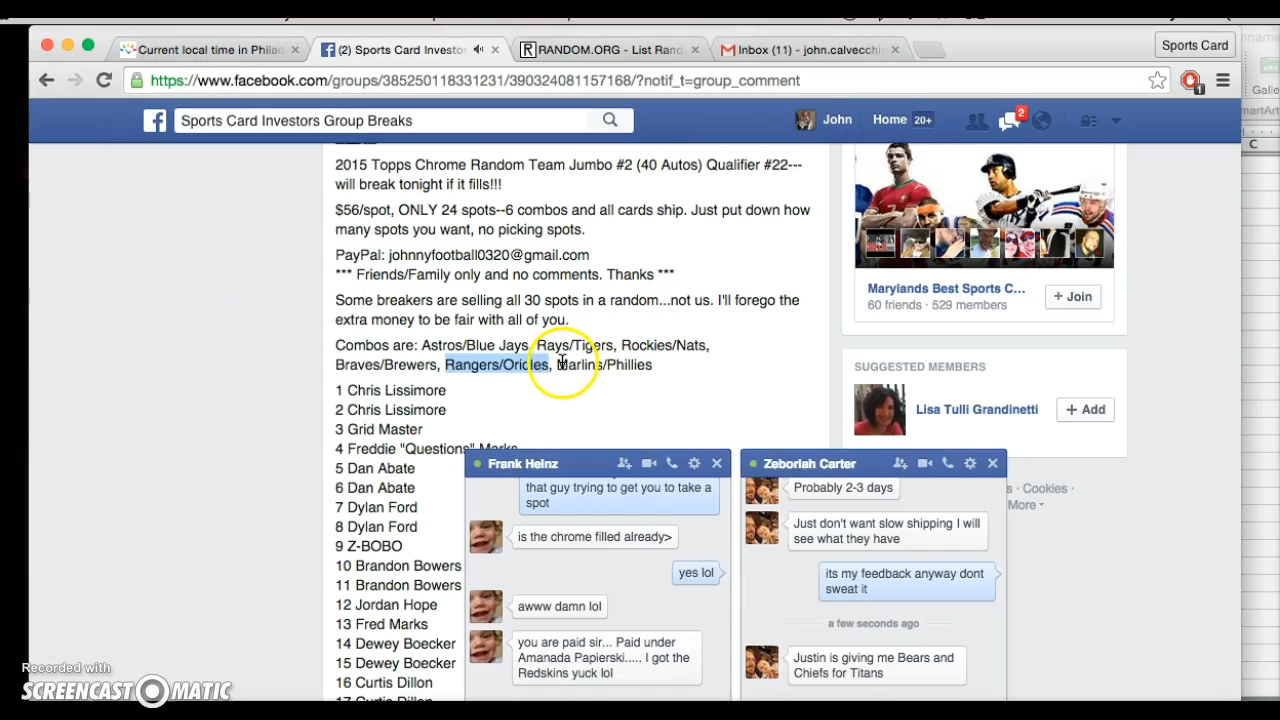 Current local time in Philad
(2) Sports Card Investor
RANDOM.ORG - List Rand
Inbox (11) - john.calvecchi
Sports Card
https://www.facebook.com/groups/385250118331231/390324081157168/?notif_t=group_comment
1
Galle
martAr
C
Sports Card Investors Group Breaks
John
Home 20+
2
2015 Topps Chrome Random Team Jumbo #2 (40 Autos) Qualifier #22---
will break tonight if it fills!!!
$56/spot, ONLY 24 spots--6 combos and all cards ship. Just put down how
many spots you want, no picking spots.
PayPal: johnnyfootball0320@gmail.com
*** Friends/Family only and no comments. Thanks ***
Some breakers are selling all 30 spots in a random...not us. I'll forego the
extra money to be fair with all of you.
Combos are: Astros/Blue Jays, Rays/Tigers, Rockies/Nats,
Braves/Brewers, Rangers/Orioles, Marlins/Phillies
1 Chris Lissimore
2 Chris Lissimore
3 Grid Master
4 Freddie "Questions" Marks
5 Dan Abate
6 Dan Abate
7 Dylan Ford
8 Dylan Ford
9 Z-BOBO
10 Brandon Bowers
11 Brandon Bowers
12 Jordan Hope
13 Fred Marks
14 Dewey Boecker
15 Dewey Boecker
16 Curtis Dillon
17 Curtis Dillon
Marylands Best Sports C...
60 friends · 529 members
+ Join
SUGGESTED MEMBERS
Lisa Tulli Grandinetti
+ Add
s · Cookies ·
More
Frank Heinz
that guy trying to get you to take a
spot
is the chrome filled already>
yes lol
awww damn lol
you are paid sir... Paid under
Amanada Papierski..... I got the
Redskins yuck lol
Zeboriah Carter
Probably 2-3 days
Just don't want slow shipping I will
see what they have
its my feedback anyway dont
sweat it
a few seconds ago
Justin is giving me Bears and
Chiefs for Titans
Recorded with
SCREENCAST-O-MATIC